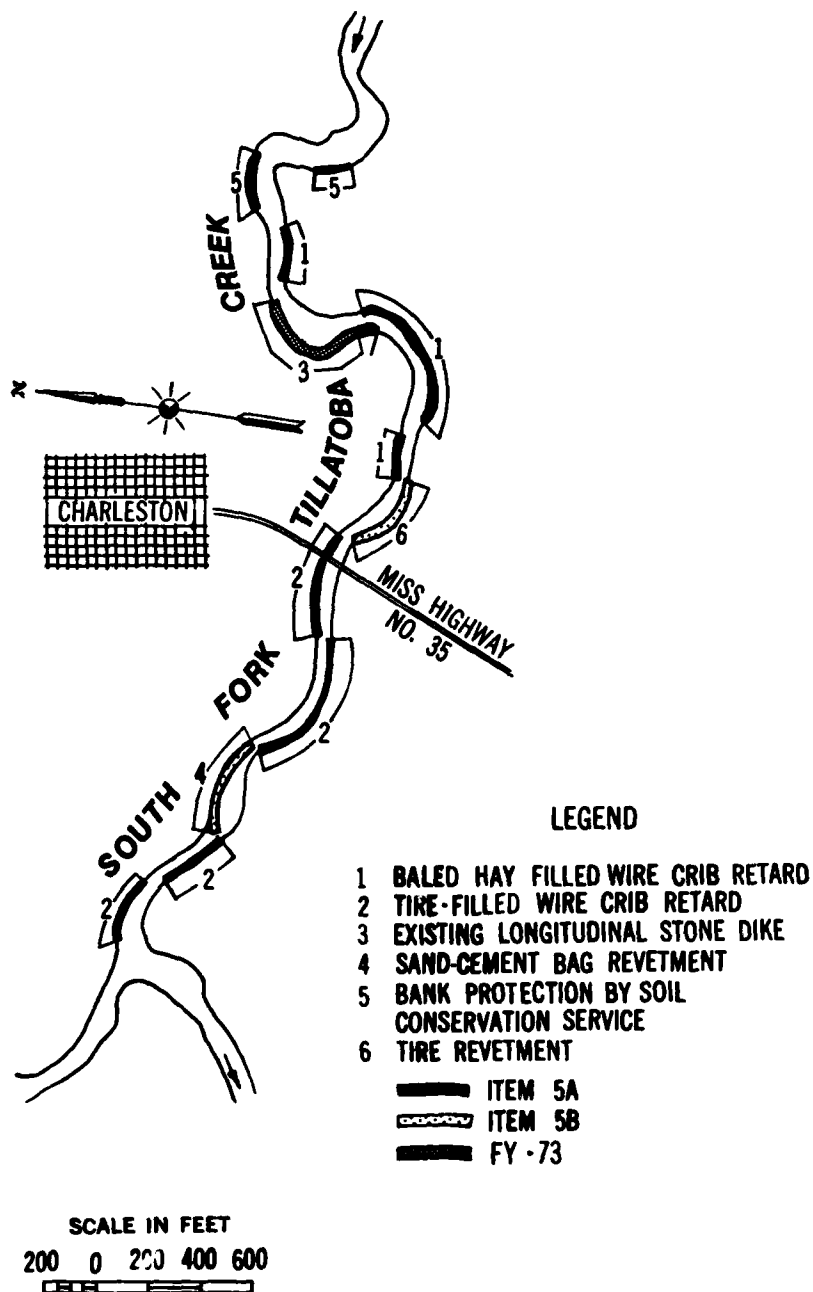 5
5
CREEK
1
1
3
N
TILLATOBA
1
CHARLESTON
6
2
MISS HIGHWAY
NO. 35
FORK
2
4
SOUTH
2
2
LEGEND
1 BALED HAY FILLED WIRE CRIB RETARD
2 TIRE-FILLED WIRE CRIB RETARD
3 EXISTING LONGITUDINAL STONE DIKE
4 SAND-CEMENT BAG REVETMENT
5 BANK PROTECTION BY SOIL
CONSERVATION SERVICE
6 TIRE REVETMENT
ITEM 5A
ITEM 5B
FY-73
SCALE IN FEET
200 0 200 400 600